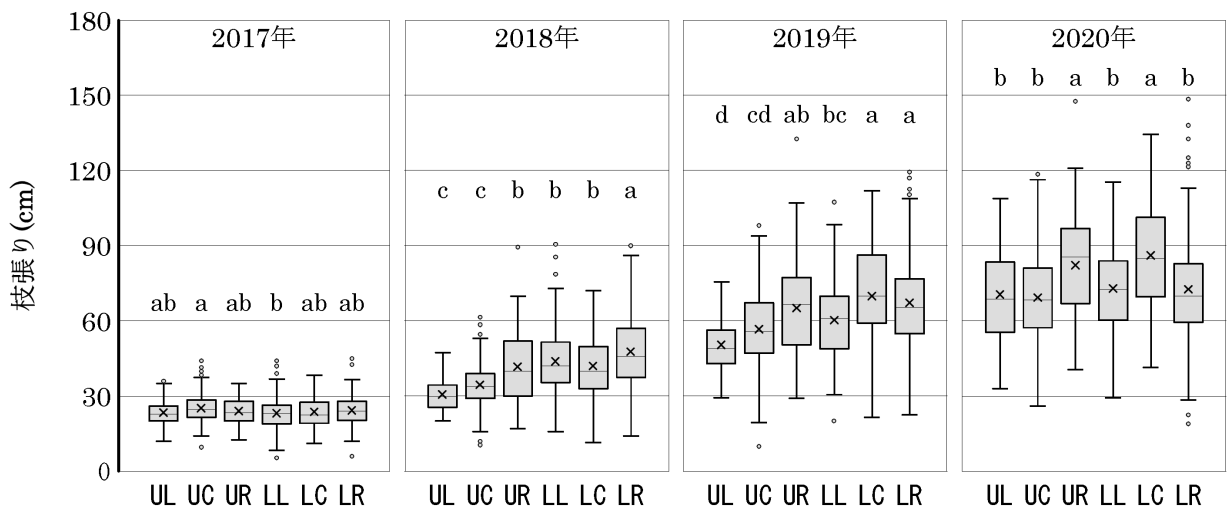 180
150
120
90
60
30
0
枝張り(cm)
2017年
ab a ab b ab ab
UL UC UR LL LC LR
2018年
c c b b b a
UL UC UR LL LC LR
2019年
d cd ab bc a a
UL UC UR LL LC LR
2020年
b b a b a b
UL UC UR LL LC LR